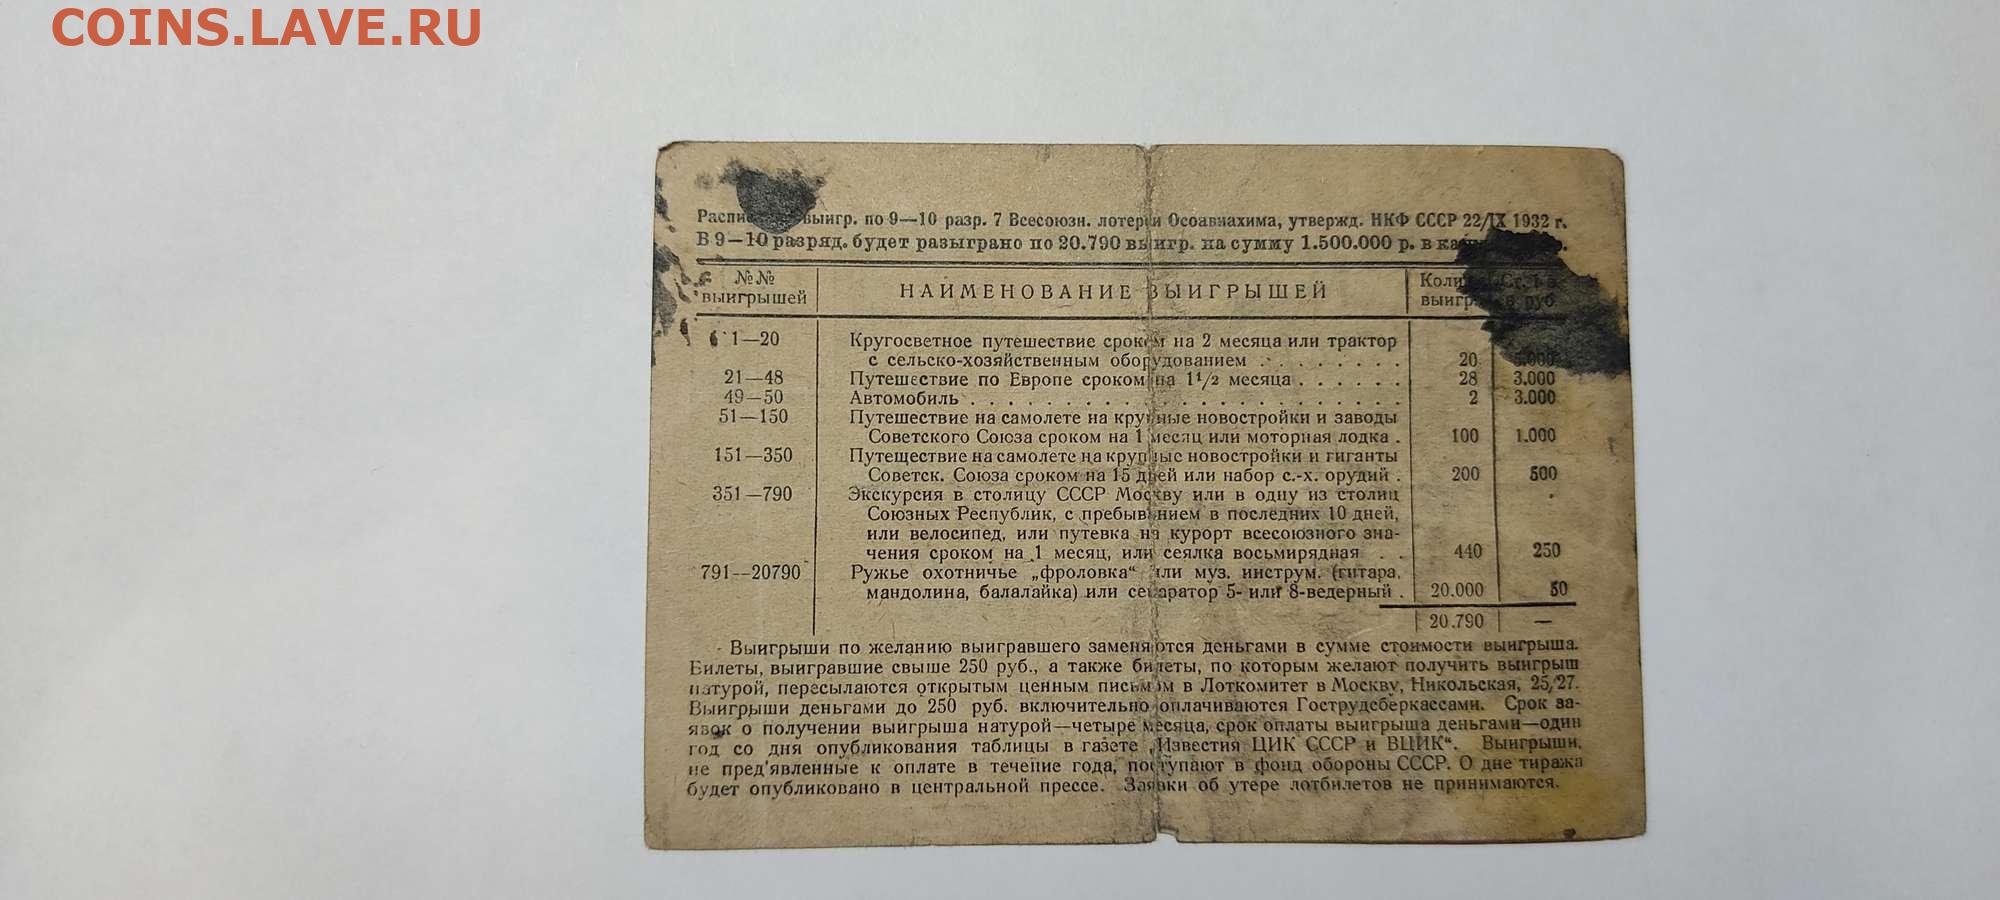 COINS.LAVE.RU
выигр. по 9—10 разр. 7 Всесоюзн. лотереи Осоавиахима, утвержд. НКФ СССР 22/IX 1932 г.
В 9—10 разряд. будет разыграно по 20.790 выигр. на сумму 1.500.000 р. в
№№ выигрышей
НАИМЕНОВАНИЕ ВЫИГРЫШЕЙ
выигр.
руб.
1—20 Кругосветное путешествие сроком на 2 месяца или трактор
с сельско-хозяйственным оборудованием . . . . . . . . 20
21—48 Путешествие по Европе сроком на 1½ месяца . . . . . . 28 3.000
49—50 Автомобиль . . . . . . . . . . . . . . . . . . . 2 3.000
51—150 Путешествие на самолете на крупные новостройки и заводы
Советского Союза сроком на 1 месяц или моторная лодка . 100 1.000
151—350 Путешествие на самолете на крупные новостройки и гиганты
Советск. Союза сроком на 15 дней или набор с.-х. орудий . 200 500
351—790 Экскурсия в столицу СССР Москву или в одну из столиц
Союзных Республик, с пребыванием в последних 10 дней,
или велосипед, или путевка на курорт всесоюзного зна-
чения сроком на 1 месяц, или сеялка восьмирядная . . 440 250
791—20790 Ружье охотничье „фроловка“ или муз. инструм. (гитара,
мандолина, балалайка) или сепаратор 5- или 8-ведерный . 20.000 50
20.790 —
Выигрыши по желанию выигравшего заменяются деньгами в сумме стоимости выигрыша.
Билеты, выигравшие свыше 250 руб., а также билеты, по которым желают получить выигрыш
натурой, пересылаются открытым ценным письмом в Лоткомитет в Москву, Никольская, 25/27.
Выигрыши деньгами до 250 руб. включительно оплачиваются Гострудсберкассами. Срок за-
явок о получении выигрыша натурой—четыре месяца, срок оплаты выигрыша деньгами—один
год со дня опубликования таблицы в газете „Известия ЦИК СССР и ВЦИК“. Выигрыши,
не пред'явленные к оплате в течение года, поступают в фонд обороны СССР. О дне тиража
будет опубликовано в центральной прессе. Заявки об утере лотбилетов не принимаются.